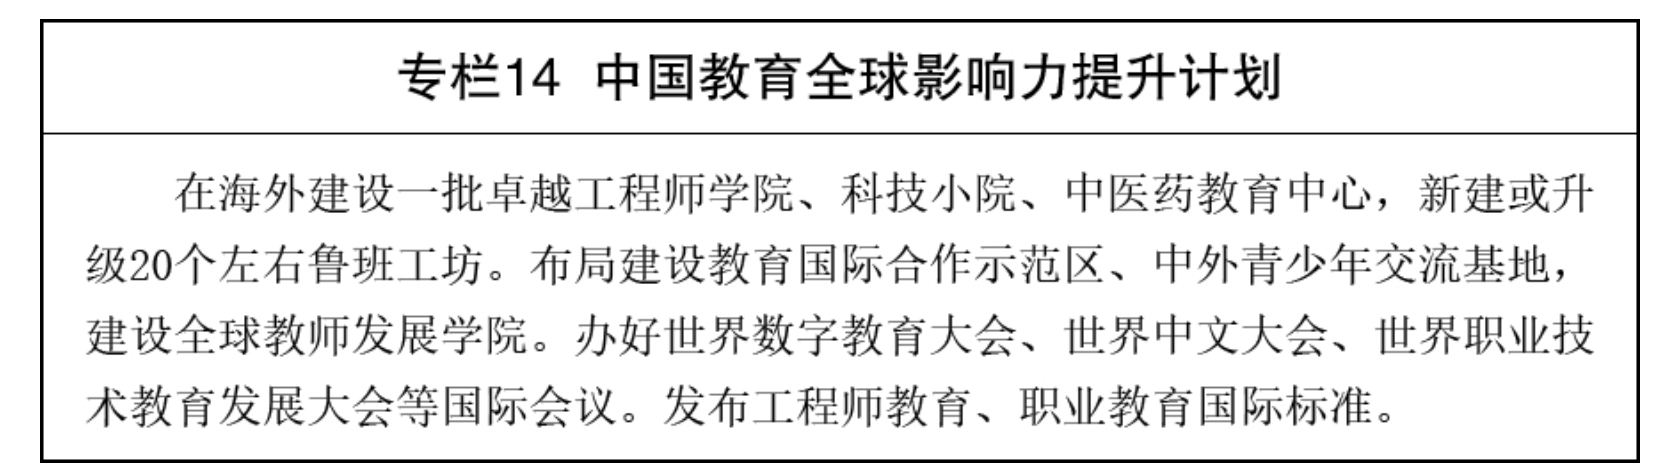 专栏14 中国教育全球影响力提升计划
在海外建设一批卓越工程师学院、科技小院、中医药教育中心，新建或升
级20个左右鲁班工坊。布局建设教育国际合作示范区、中外青少年交流基地，
建设全球教师发展学院。办好世界数字教育大会、世界中文大会、世界职业技
术教育发展大会等国际会议。发布工程师教育、职业教育国际标准。